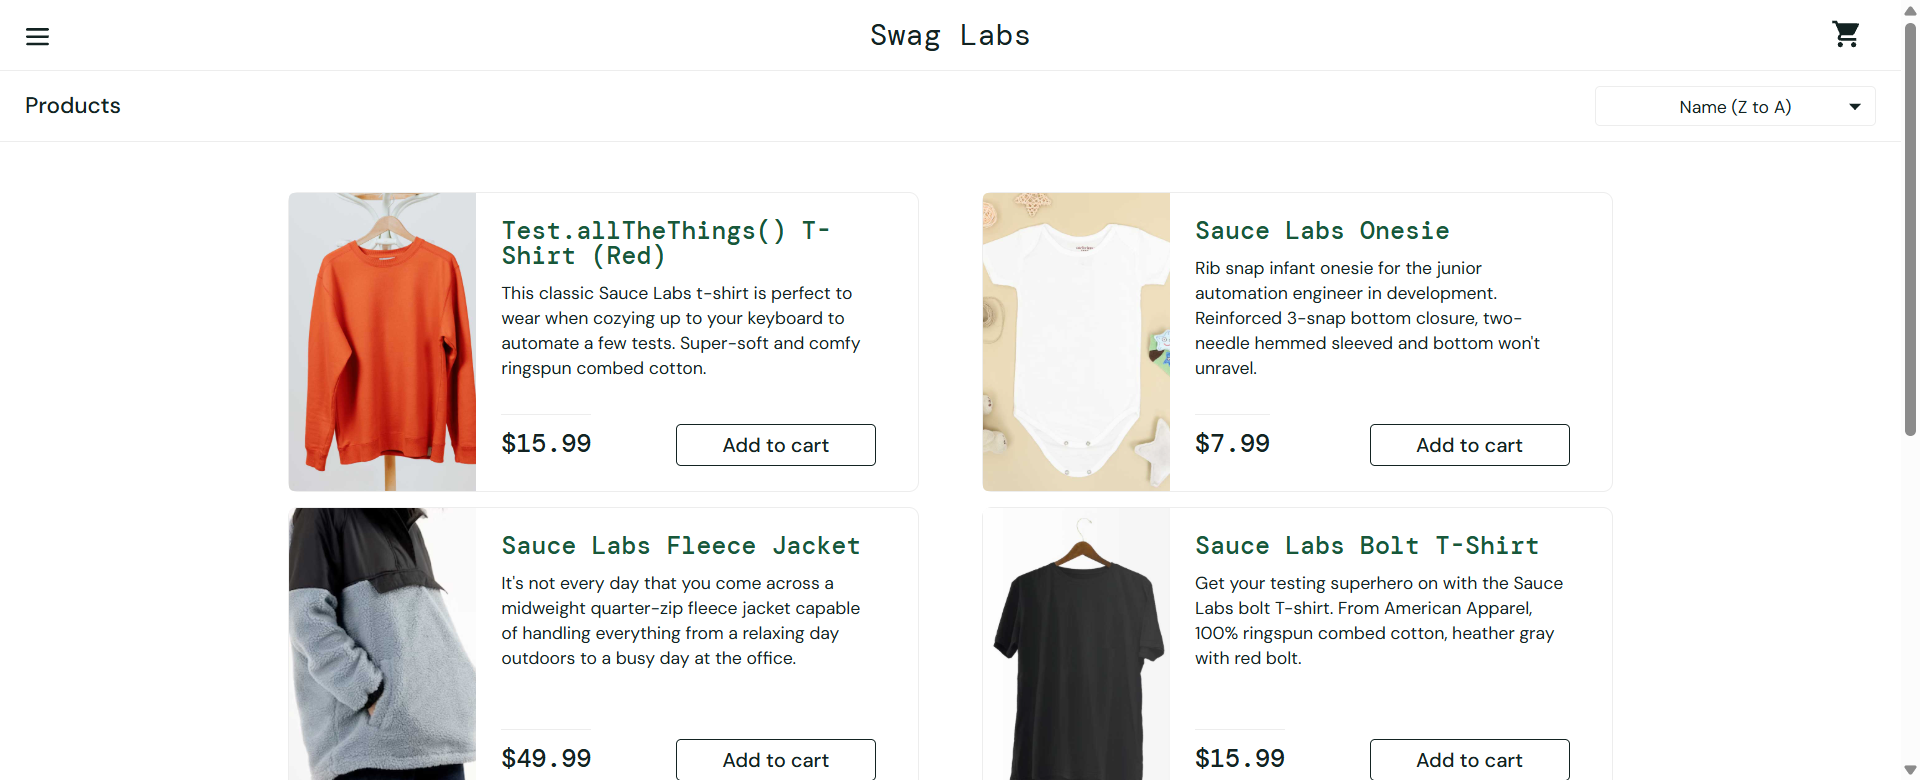 Swag Labs
Products
Name (Z to A)
Test.allTheThings() T-
Shirt (Red)
This classic Sauce Labs t-shirt is perfect to
wear when cozying up to your keyboard to
automate a few tests. Super-soft and comfy
ringspun combed cotton.
$15.99
Add to cart
Sauce Labs Onesie
Rib snap infant onesie for the junior
automation engineer in development.
Reinforced 3-snap bottom closure, two-
needle hemmed sleeved and bottom won't
unravel.
$7.99
Add to cart
Sauce Labs Fleece Jacket
It's not every day that you come across a
midweight quarter-zip fleece jacket capable
of handling everything from a relaxing day
outdoors to a busy day at the office.
$49.99
Add to cart
Sauce Labs Bolt T-Shirt
Get your testing superhero on with the Sauce
Labs bolt T-shirt. From American Apparel,
100% ringspun combed cotton, heather gray
with red bolt.
$15.99
Add to cart